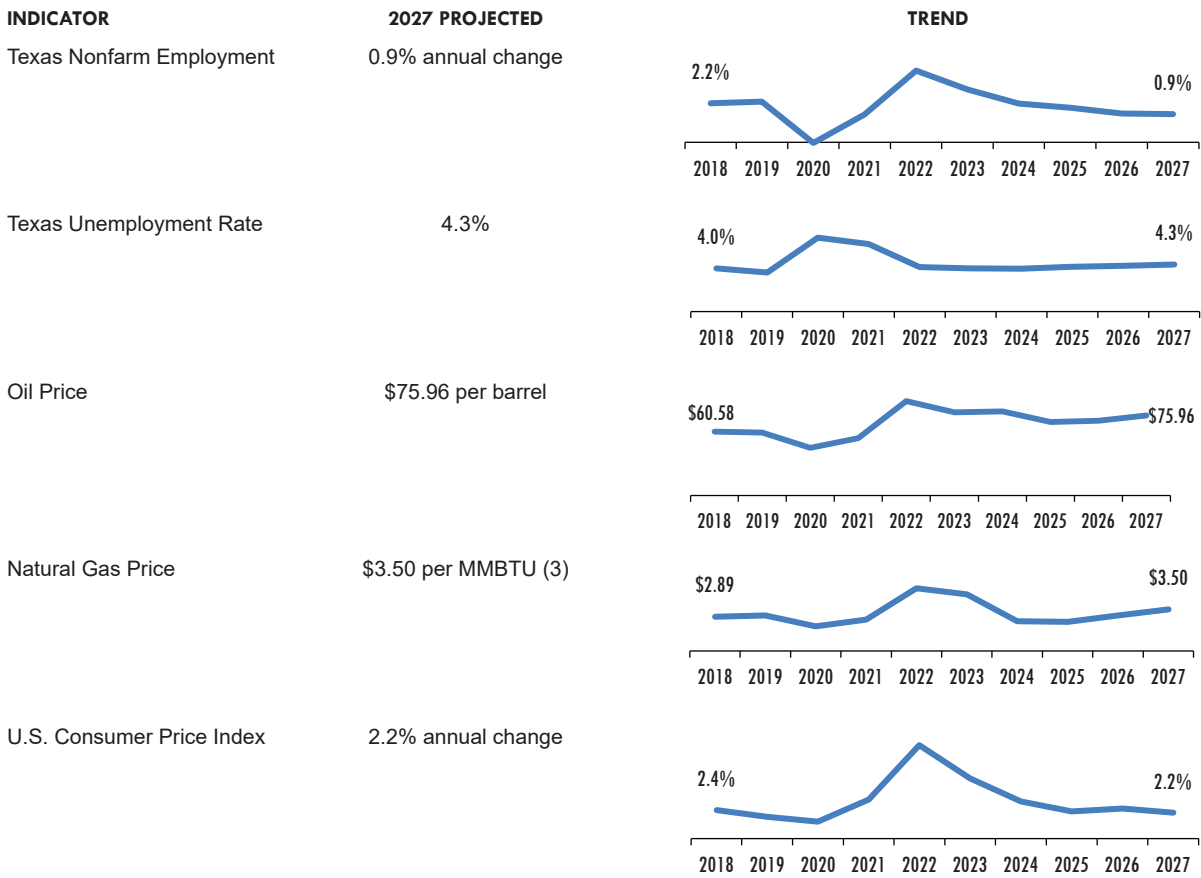 INDICATOR 2027 PROJECTED TREND
Texas Nonfarm Employment 0.9% annual change
2.2%
0.9%
2018 2019 2020 2021 2022 2023 2024 2025 2026 2027
Texas Unemployment Rate 4.3%
4.0%
4.3%
2018 2019 2020 2021 2022 2023 2024 2025 2026 2027
Oil Price $75.96 per barrel
$60.58
$75.96
2018 2019 2020 2021 2022 2023 2024 2025 2026 2027
Natural Gas Price $3.50 per MMBTU (3)
$2.89
$3.50
2018 2019 2020 2021 2022 2023 2024 2025 2026 2027
U.S. Consumer Price Index 2.2% annual change
2.4%
2.2%
2018 2019 2020 2021 2022 2023 2024 2025 2026 2027